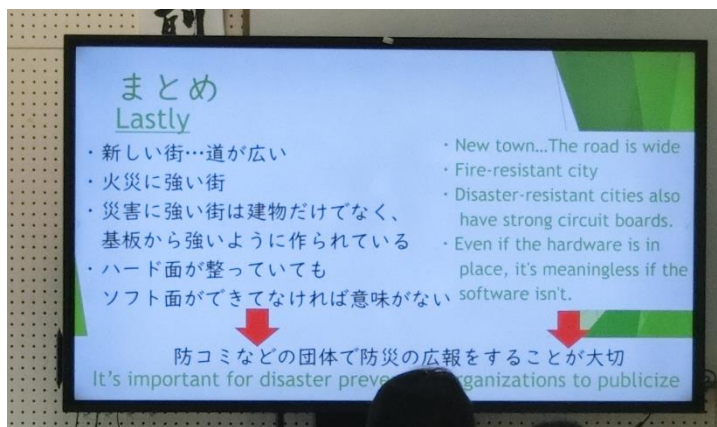 まとめ
Lastly
・新しい街…道が広い
・火災に強い街
・災害に強い街は建物だけでなく、
基板から強いように作られている
・ハード面が整っていても
ソフト面ができてなければ意味がない
・New town...The road is wide
・Fire-resistant city
・Disaster-resistant cities also
have strong circuit boards.
・Even if the hardware is in
place, it's meaningless if the
software isn't.
防コミなどの団体で防災の広報をすることが大切
It's important for disaster organizations to publicize